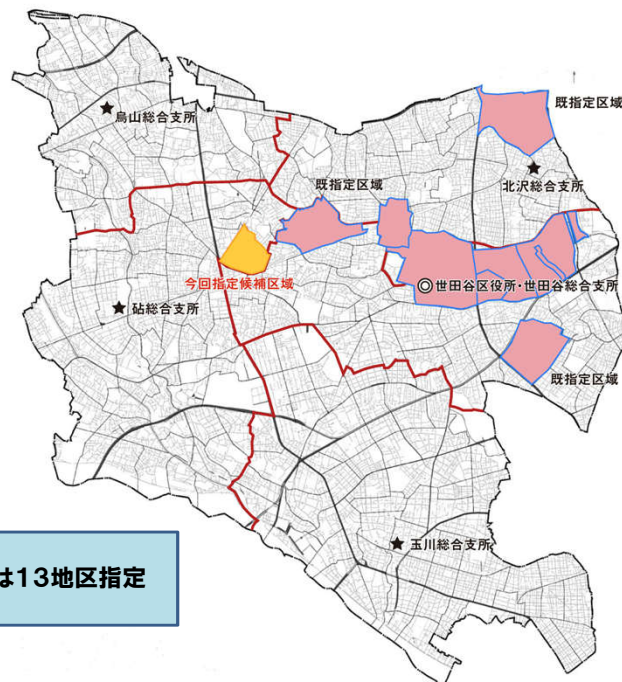 烏山総合支所
既指定区域
北沢総合支所
既指定区域
今回指定候補区域
世田谷区役所・世田谷総合支所
砧総合支所
既指定区域
玉川総合支所
は13地区指定